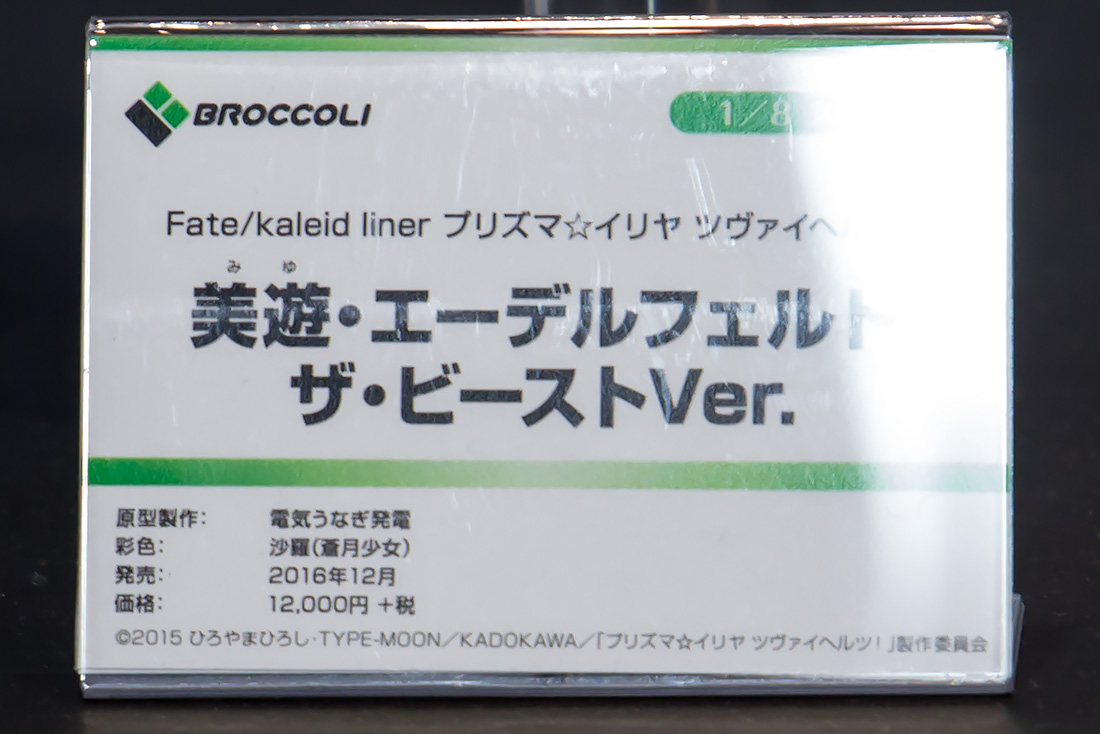 BROCCOLI
1/8
Fate/kaleid liner プリズマ☆イリヤ ツヴァイヘ
みゆ
美遊・エーデルフェルト
ザ・ビーストVer.
原型製作: 電気うなぎ発電
彩色: 沙羅(蒼月少女)
発売: 2016年12月
価格: 12,000円 +税
©2015 ひろやまひろし・TYPE-MOON／KADOKAWA／「プリズマ☆イリヤ ツヴァイヘルツ！」製作委員会